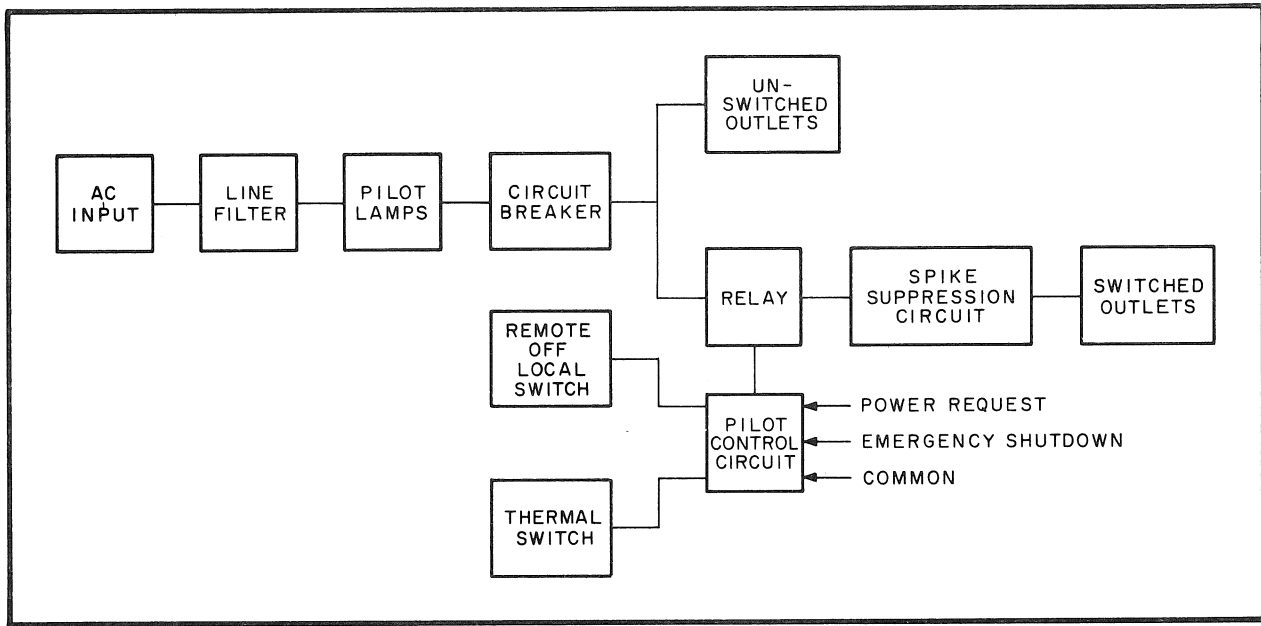 UN-
SWITCHED
OUTLETS
AC
INPUT
LINE
FILTER
PILOT
LAMPS
CIRCUIT
BREAKER
RELAY
SPIKE
SUPPRESSION
CIRCUIT
SWITCHED
OUTLETS
REMOTE
OFF
LOCAL
SWITCH
PILOT
CONTROL
CIRCUIT
POWER REQUEST
EMERGENCY SHUTDOWN
COMMON
THERMAL
SWITCH